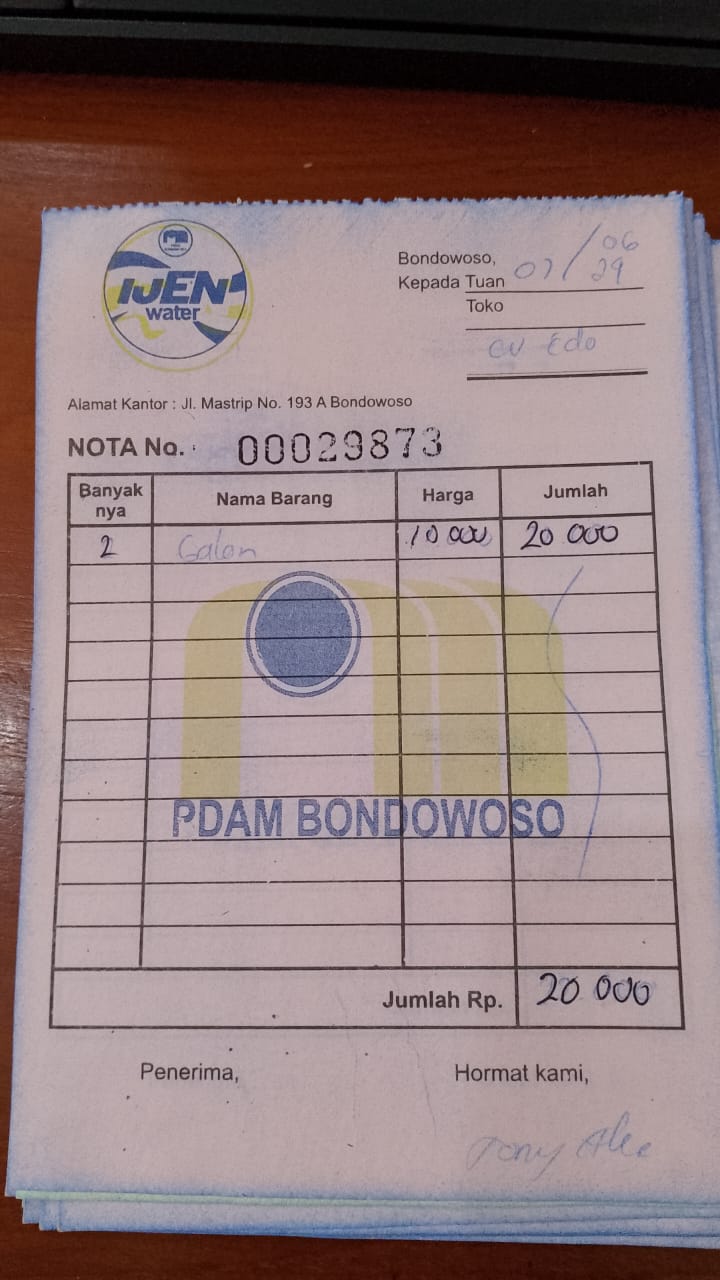 IJEN
water
Bondowoso, 07/06
Kepada Tuan 29
Toko
CV Edo
Alamat Kantor : Jl. Mastrip No. 193 A Bondowoso
NOTA No. : 00029873
Banyak nya Nama Barang Harga Jumlah
2 Galon 10 000 20 000
PDAM BONDOWOSO
Jumlah Rp. 20 000
Penerima, Hormat kami,
Tony